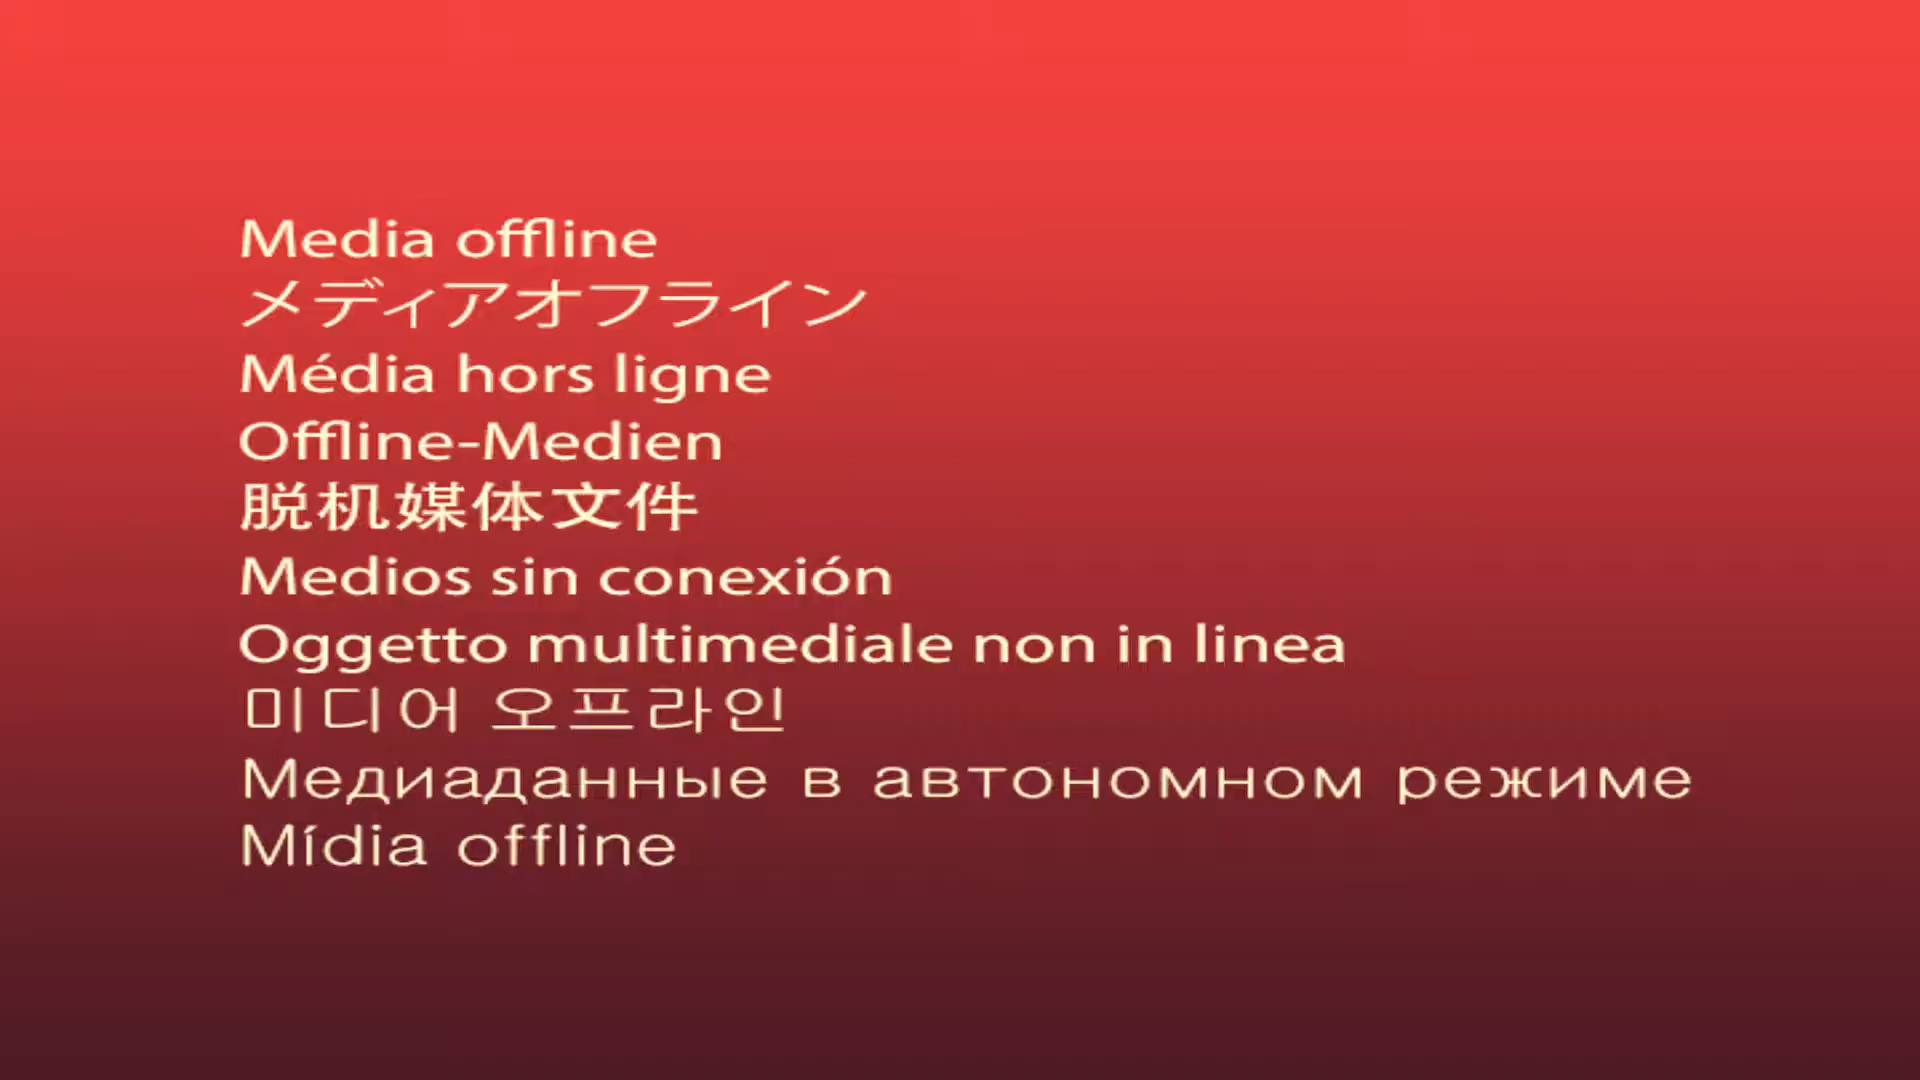 Media offline
メディアオフライン
Média hors ligne
Offline-Medien
脱机媒体文件
Medios sin conexión
Oggetto multimediale non in linea
미디어 오프라인
Медиаданные в автономном режиме
Mídia offline